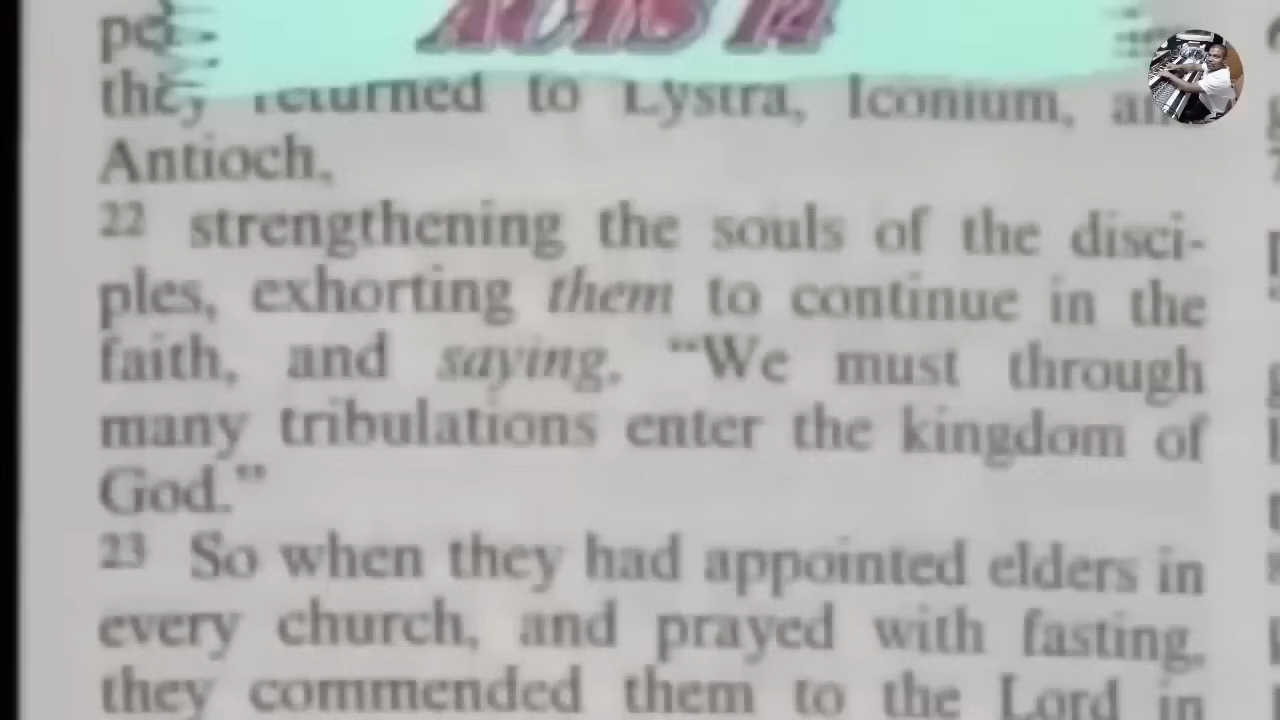 ACTS 14
they returned to Lystra, Iconium, and
Antioch,
22 strengthening the souls of the disci-
ples, exhorting them to continue in the
faith, and saying, “We must through
many tribulations enter the kingdom of
God.”
23 So when they had appointed elders in
every church, and prayed with fasting,
they commended them to the Lord in